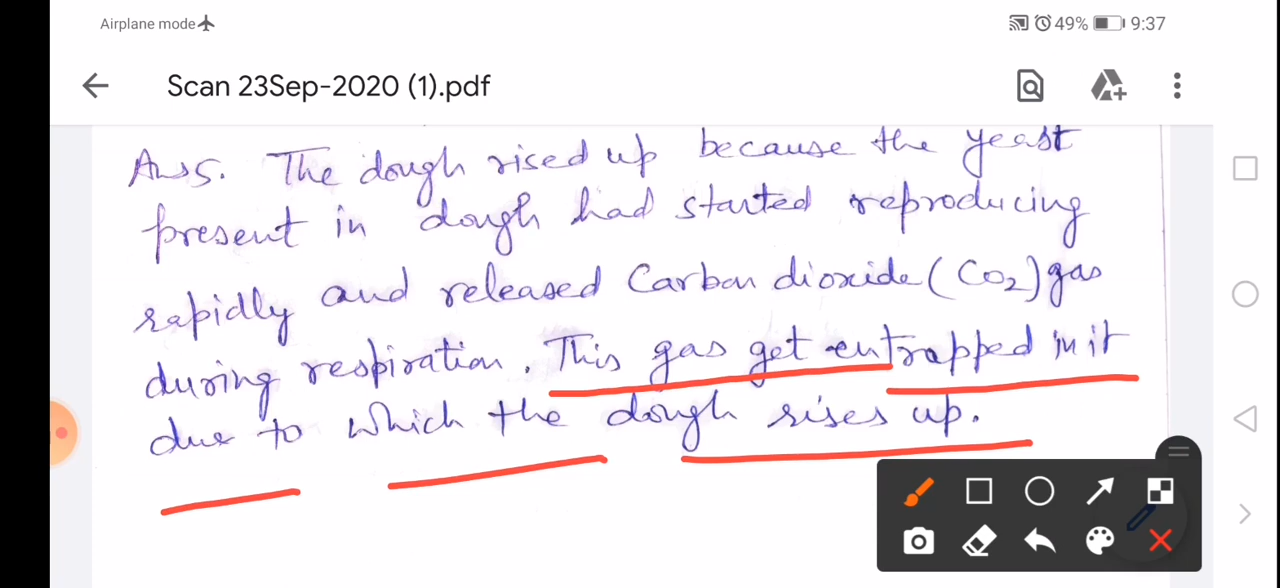 Airplane mode 49% 9:37
Scan 23Sep-2020 (1).pdf
Ans. The dough rised up because the yeast
present in dough had started reproducing
rapidly and released Carbon dioxide (CO2) gas
during respiration. This gas get entrapped in it
due to which the dough rises up.